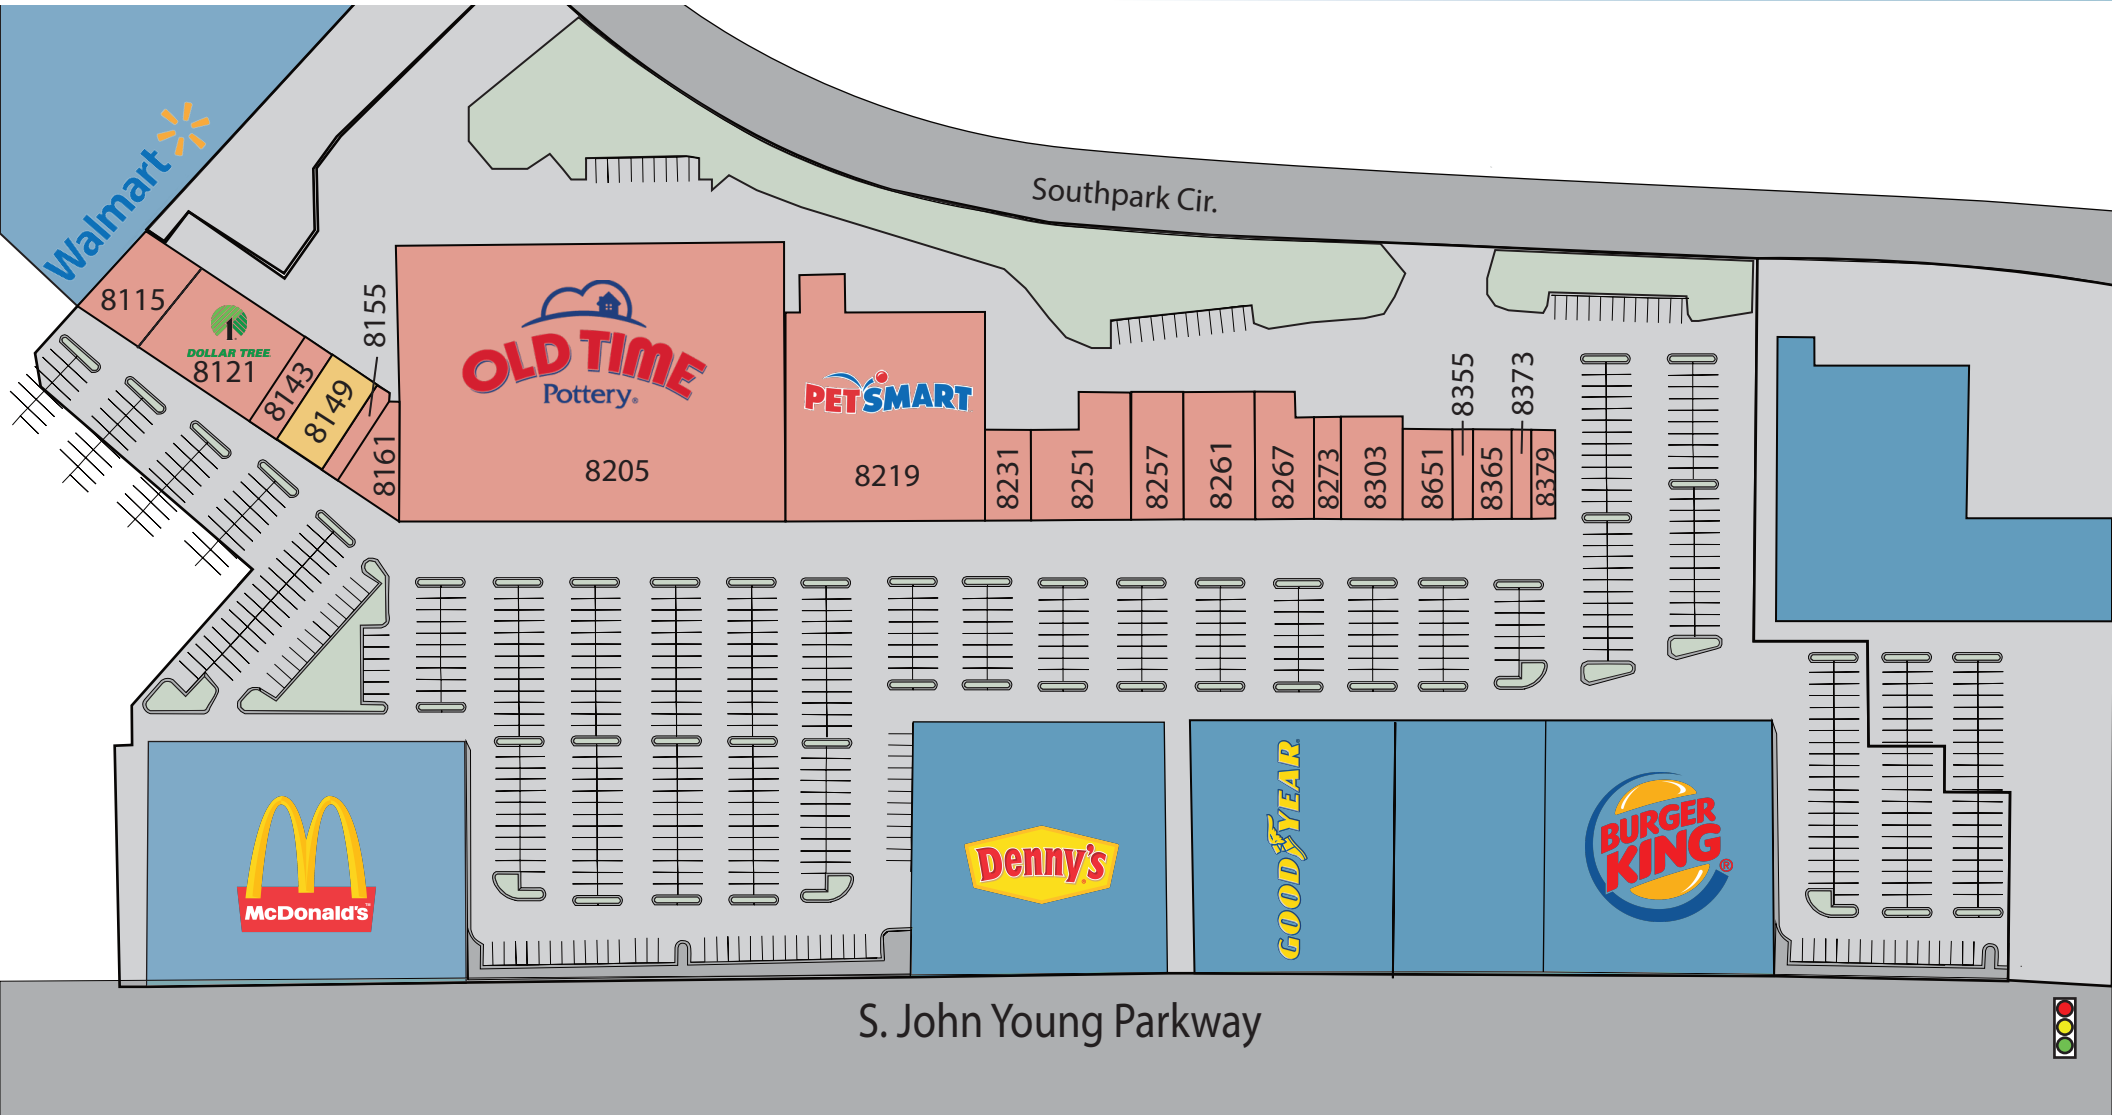 Southpark Cir.
Walmart
8115
DOLLAR TREE
8121
8143
8149
8155
8161
OLD TIME
Pottery®
8205
PETSMART
8219
8231
8251
8257
8261
8267
8273
8303
8651
8355
8365
8373
8379
McDonald's™
Denny's
GOODYEAR
BURGER
KING®
S. John Young Parkway